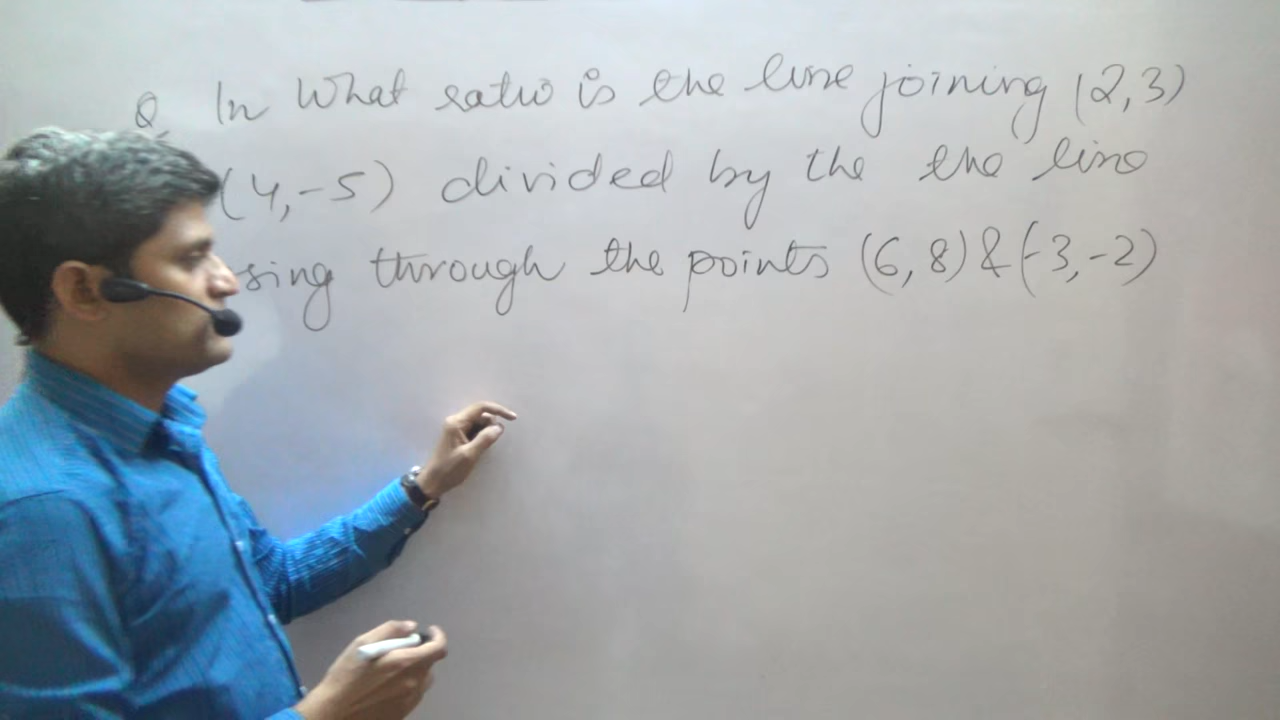 Q. In What ratio is the line joining (2,3)
(4,-5) divided by the the line
sing through the points (6,8) & (-3,-2)